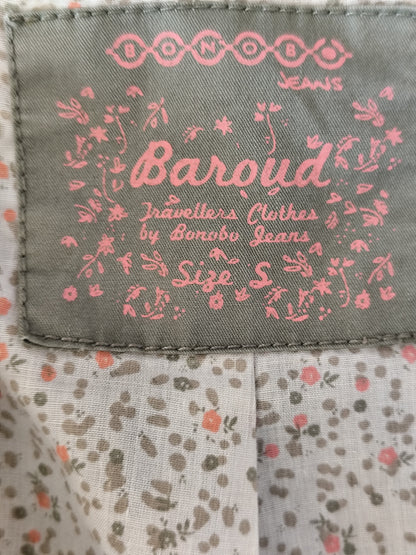 BONOBO
JEANS
Baroud
Travellers Clothes
by Bonobo Jeans
Size S